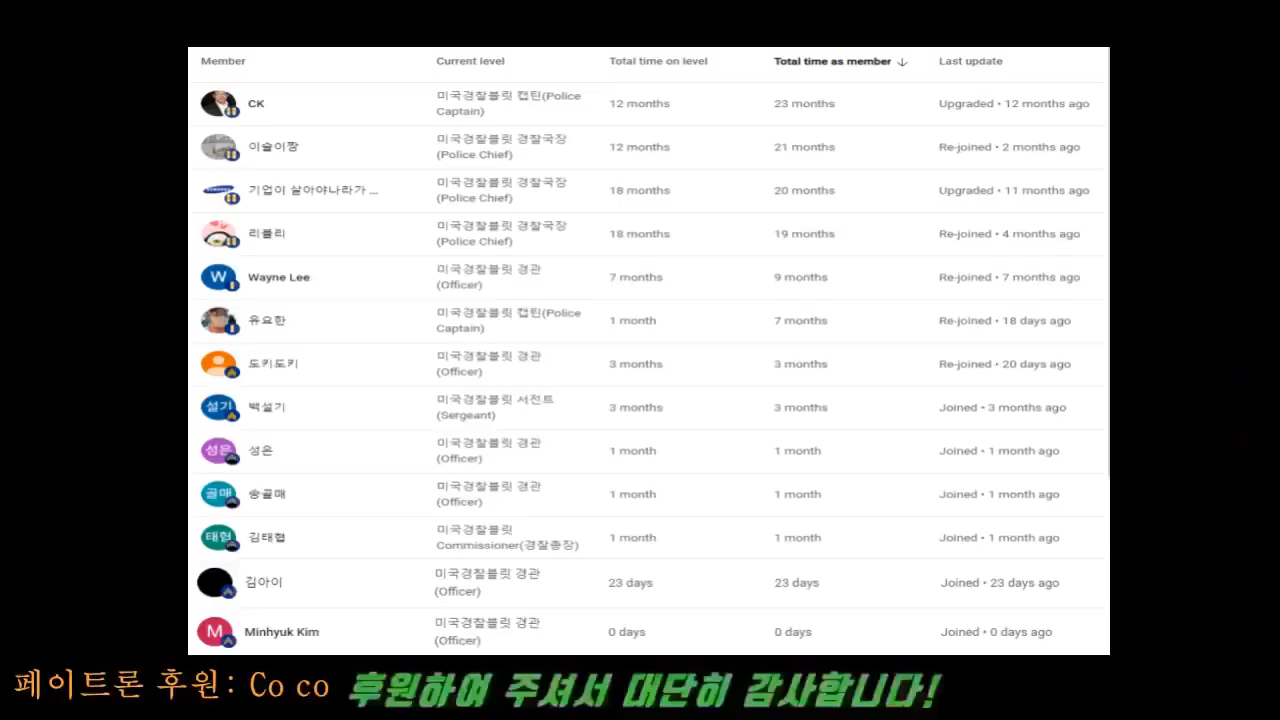 Member Current level Total time on level Total time as member ↓ Last update
CK 미국경찰블릿 캡틴(Police Captain) 12 months 23 months Upgraded • 12 months ago
이슬이짱 미국경찰블릿 경찰국장 (Police Chief) 12 months 21 months Re-joined • 2 months ago
기업이 살아야나라가 ... 미국경찰블릿 경찰국장 (Police Chief) 18 months 20 months Upgraded • 11 months ago
리블리 미국경찰블릿 경찰국장 (Police Chief) 18 months 19 months Re-joined • 4 months ago
W Wayne Lee 미국경찰블릿 경관 (Officer) 7 months 9 months Re-joined • 7 months ago
유요한 미국경찰블릿 캡틴(Police Captain) 1 month 7 months Re-joined • 18 days ago
도키도키 미국경찰블릿 경관 (Officer) 3 months 3 months Re-joined • 20 days ago
설기 백설기 미국경찰블릿 서전트 (Sergeant) 3 months 3 months Joined • 3 months ago
성은 성은 미국경찰블릿 경관 (Officer) 1 month 1 month Joined • 1 month ago
골매 송골매 미국경찰블릿 경관 (Officer) 1 month 1 month Joined • 1 month ago
태협 김태협 미국경찰블릿 Commissioner(경찰총장) 1 month 1 month Joined • 1 month ago
김아이 미국경찰블릿 경관 (Officer) 23 days 23 days Joined • 23 days ago
M Minhyuk Kim 미국경찰블릿 경관 (Officer) 0 days 0 days Joined • 0 days ago
페이트론 후원: Co co 후원하여 주셔서 대단히 감사합니다!